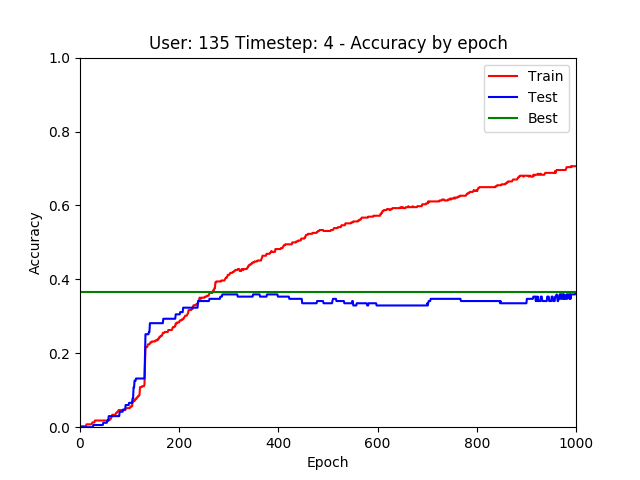 User: 135 Timestep: 4 - Accuracy by epoch
1.0
0.8
0.6
0.4
0.2
0.0
Accuracy
Train
Test
Best
0 200 400 600 800 1000
Epoch